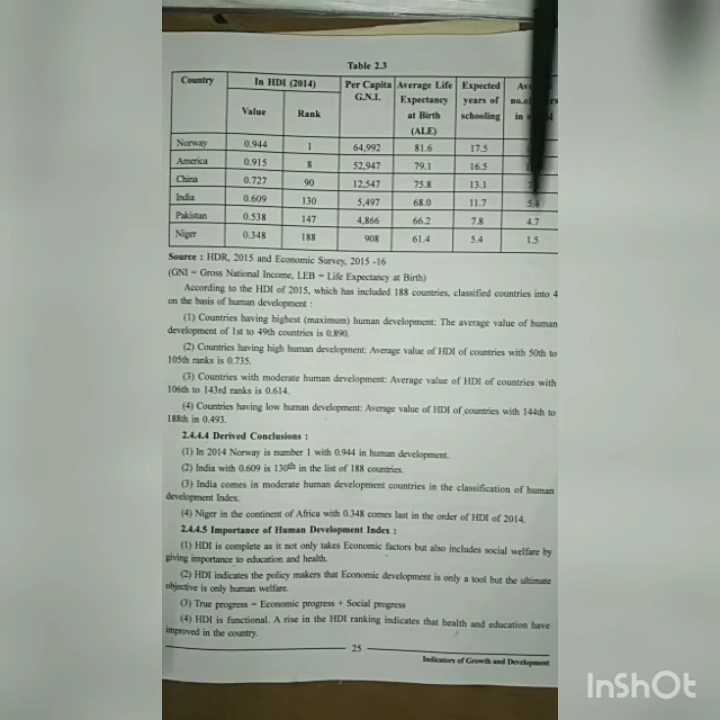 Table 2.3
Country In HDI (2014) Per Capita G.N.I. Average Life Expectancy at Birth (ALE) Expected years of schooling
Value Rank in
Norway 0.944 1 64,992 81.6 17.5
America 0.915 8 52,947 79.1 16.5
China 0.727 90 12,547 75.8 13.1
India 0.609 130 5,497 68.0 11.7 5.4
Pakistan 0.538 147 4,866 66.2 7.8 4.7
Niger 0.348 188 908 61.4 5.4 1.5
Source : HDR, 2015 and Economic Survey, 2015 -16
(GNI = Gross National Income, LEB = Life Expectancy at Birth)
According to the HDI of 2015, which has included 188 countries, classified countries into 4
on the basis of human development :
(1) Countries having highest (maximum) human development: The average value of human
development of 1st to 49th countries is 0.890.
(2) Countries having high human development: Average value of HDI of countries with 50th to
105th ranks is 0.735.
(3) Countries with moderate human development: Average value of HDI of countries with
106th to 143rd ranks is 0.614.
(4) Countries having low human development: Average value of HDI of countries with 144th to
188th in 0.493.
2.4.4.4 Derived Conclusions :
(1) In 2014 Norway is number 1 with 0.944 in human development.
(2) India with 0.609 is 130th in the list of 188 countries.
(3) India comes in moderate human development countries in the classification of human
development Index.
(4) Niger in the continent of Africa with 0.348 comes last in the order of HDI of 2014.
2.4.4.5 Importance of Human Development Index :
(1) HDI is complete as it not only takes Economic factors but also includes social welfare by
giving importance to education and health.
(2) HDI indicates the policy makers that Economic development is only a tool but the ultimate
objective is only human welfare.
(3) True progress = Economic progress + Social progress
(4) HDI is functional. A rise in the HDI ranking indicates that health and education have
improved in the country.
25
Indicators of Growth and Development
InShOt